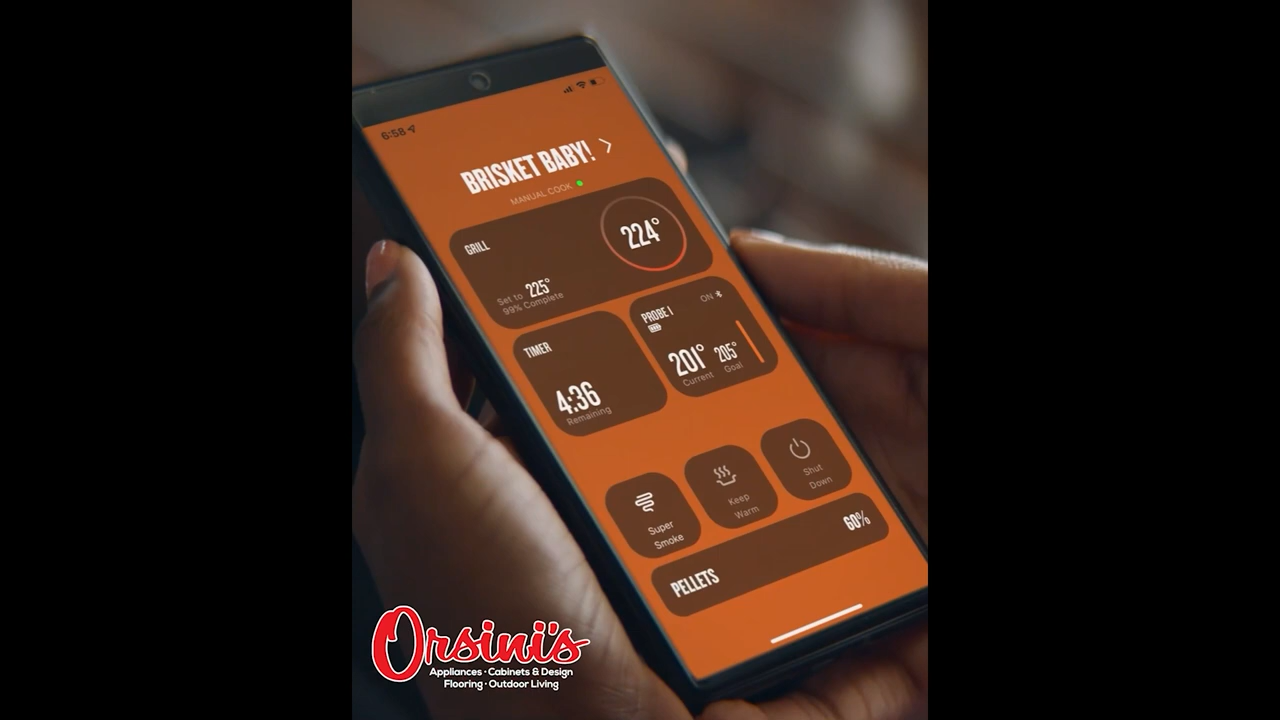 6:58
BRISKET BABY!
MANUAL COOK
GRILL
224°
Set to 225°
99% Complete
TIMER
4:36
Remaining
PROBE 1
ON
201° 205°
Current Goal
Super
Smoke
Keep
Warm
Shut
Down
PELLETS
60%
Orsini's
Appliances · Cabinets & Design
Flooring · Outdoor Living